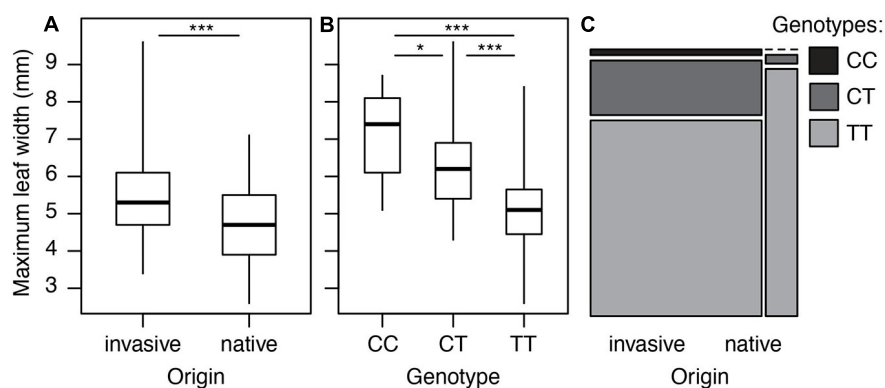 A
Maximum leaf width (mm)
9
8
7
6
5
4
3
***
invasive native
Origin
B
***
* ***
CC CT TT
Genotype
C
Genotypes:
CC
CT
TT
invasive native
Origin